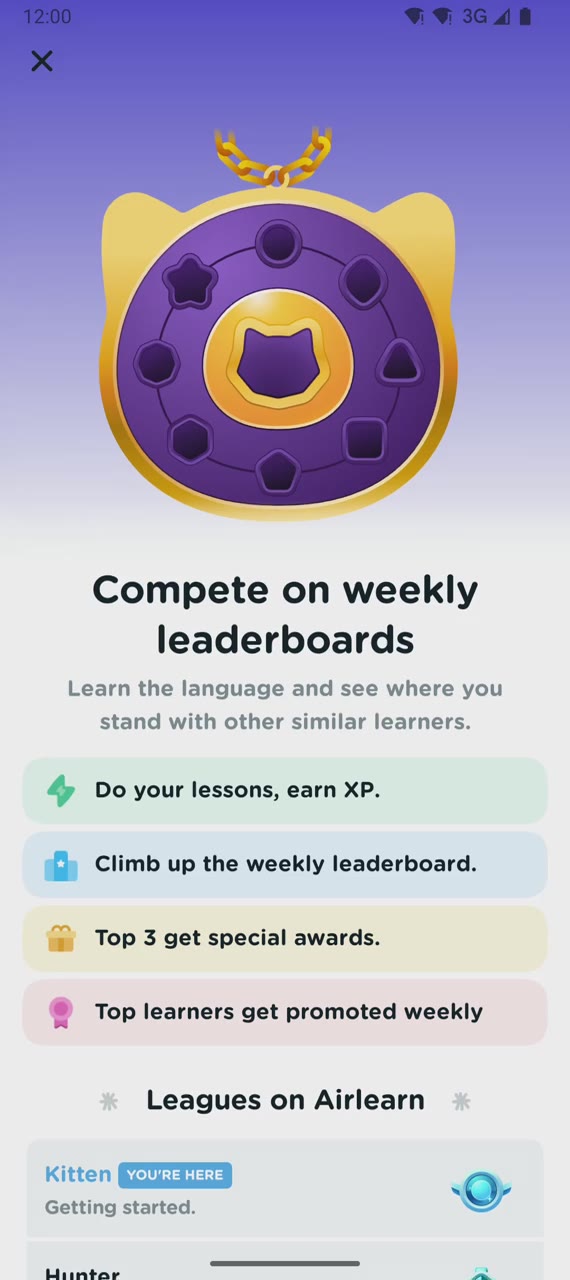 12:00
3G
Compete on weekly
leaderboards
Learn the language and see where you
stand with other similar learners.
Do your lessons, earn XP.
Climb up the weekly leaderboard.
Top 3 get special awards.
Top learners get promoted weekly
Leagues on Airlearn
Kitten YOU'RE HERE
Getting started.
Hunter